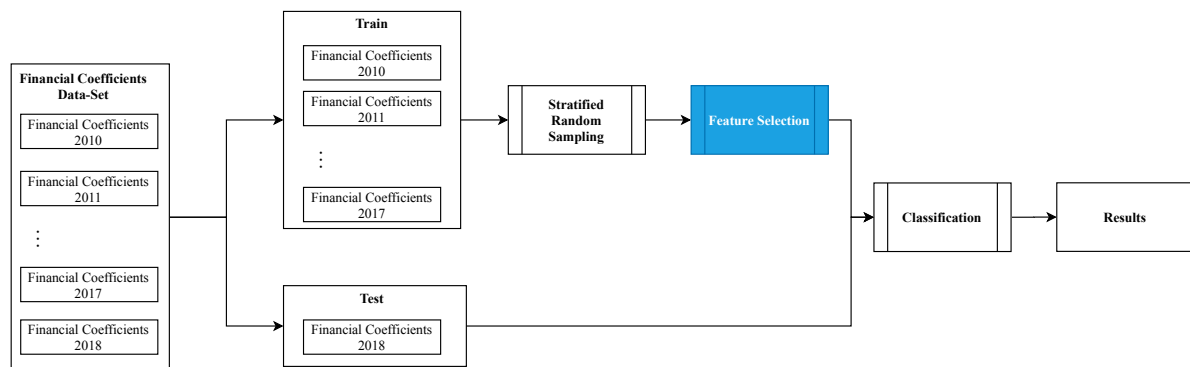 Financial Coefficients
Data-Set
Financial Coefficients
2010
Financial Coefficients
2011
⋮
Financial Coefficients
2017
Financial Coefficients
2018
Train
Financial Coefficients
2010
Financial Coefficients
2011
⋮
Financial Coefficients
2017
Test
Financial Coefficients
2018
Stratified
Random
Sampling
Feature Selection
Classification
Results